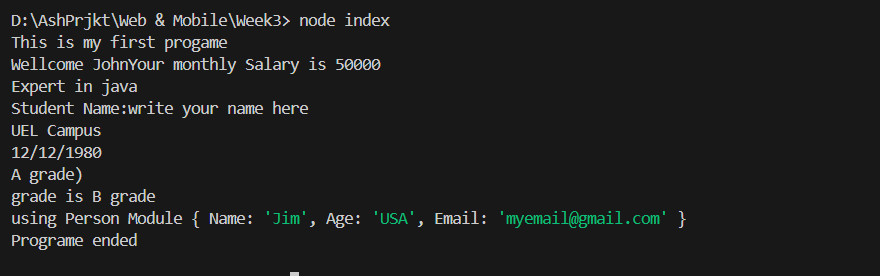 D:\AshPrjkt\Web & Mobile\Week3> node index
This is my first progame
Wellcome JohnYour monthly Salary is 50000
Expert in java
Student Name:write your name here
UEL Campus
12/12/1980
A grade)
grade is B grade
using Person Module { Name: 'Jim', Age: 'USA', Email: 'myemail@gmail.com' }
Programe ended